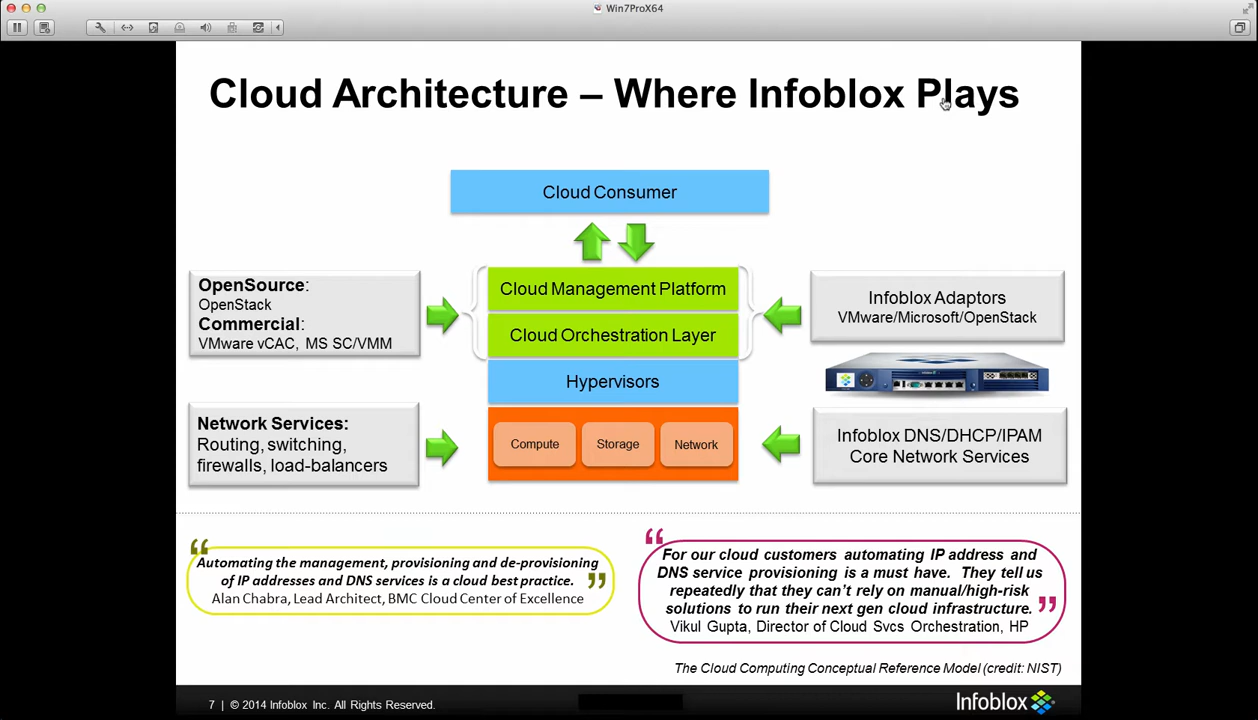 Win7ProX64
Cloud Architecture – Where Infoblox Plays
Cloud Consumer
OpenSource:
OpenStack
Commercial:
VMware vCAC, MS SC/VMM
Cloud Management Platform
Cloud Orchestration Layer
Hypervisors
Infoblox Adaptors
VMware/Microsoft/OpenStack
Network Services:
Routing, switching,
firewalls, load-balancers
Compute
Storage
Network
Infoblox DNS/DHCP/IPAM
Core Network Services
“Automating the management, provisioning and de-provisioning
of IP addresses and DNS services is a cloud best practice.”
Alan Chabra, Lead Architect, BMC Cloud Center of Excellence
“For our cloud customers automating IP address and
DNS service provisioning is a must have. They tell us
repeatedly that they can’t rely on manual/high-risk
solutions to run their next gen cloud infrastructure.”
Vikul Gupta, Director of Cloud Svcs Orchestration, HP
The Cloud Computing Conceptual Reference Model (credit: NIST)
7 | © 2014 Infoblox Inc. All Rights Reserved.
Infoblox